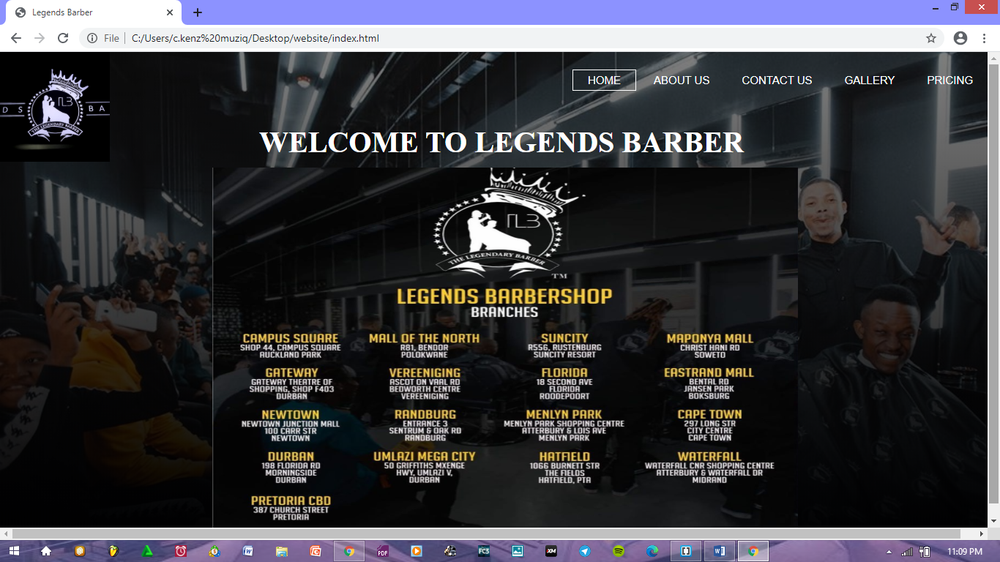 Legends Barber
File
C:/Users/c.kenz%20muziq/Desktop/website/index.html
HOME ABOUT US CONTACT US GALLERY PRICING
TLB
D S BA
THE LEGENDARY BARBER
WELCOME TO LEGENDS BARBER
TLB
THE LEGENDARY BARBER
TM
LEGENDS BARBERSHOP
BRANCHES
CAMPUS SQUARE
SHOP 44, CAMPUS SQUARE
AUCKLAND PARK
MALL OF THE NORTH
R81, BENDOR
POLOKWANE
SUNCITY
R556, RUSTENBURG
SUNCITY RESORT
MAPONYA MALL
CHRIST HANI RD
SOWETO
GATEWAY
GATEWAY THEATRE OF
SHOPPING, SHOP F403
DURBAN
VEREENIGING
ASCOT ON VAAL RD
BEDWORTH CENTRE
VEREENIGING
FLORIDA
18 SECOND AVE
FLORIDA
ROODEPOORT
EASTRAND MALL
BENTAL RD
JANSEN PARK
BOKSBURG
NEWTOWN
NEWTOWN JUNCTION MALL
100 CARR STR
NEWTOWN
RANDBURG
ENTRANCE 3
SENTRUM & OAK RD
RANDBURG
MENLYN PARK
MENLYN PARK SHOPPING CENTRE
ATTERBURY & LOIS AVE
MENLYN PARK
CAPE TOWN
297 LONG STR
CITY CENTRE
CAPE TOWN
DURBAN
198 FLORIDA RD
MORNINGSIDE
DURBAN
UMLAZI MEGA CITY
50 GRIFFITHS MXENGE
HWY, UMLAZI V,
DURBAN
HATFIELD
1066 BURNETT STR
THE FIELDS
HATFIELD, PTA
WATERFALL
WATERFALL CNR SHOPPING CENTRE
ATTERBURY & WATERFALL DR
MIDRAND
PRETORIA CBD
387 CHURCH STREET
PRETORIA
PDF
FC3
XM
11:09 PM